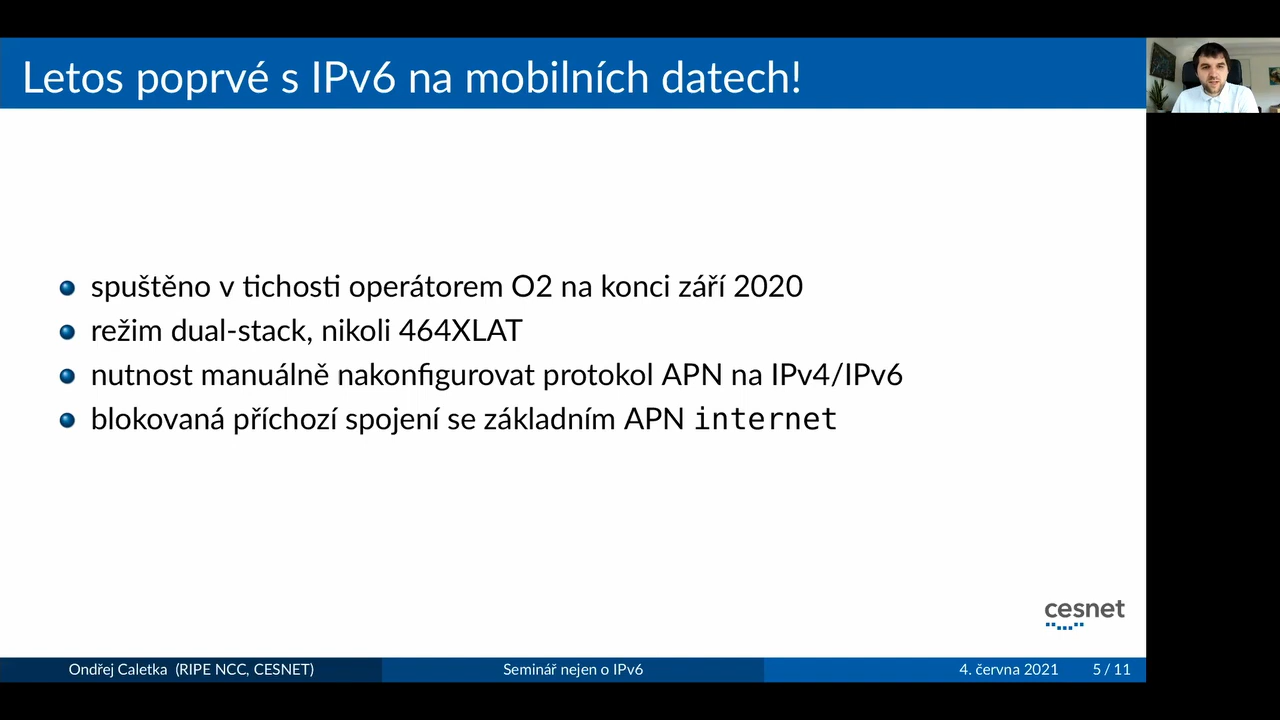 Letos poprvé s IPv6 na mobilních datech!
spuštěno v tichosti operátorem O2 na konci září 2020
režim dual-stack, nikoli 464XLAT
nutnost manuálně nakonfigurovat protokol APN na IPv4/IPv6
blokovaná příchozí spojení se základním APN internet
cesnet
Ondřej Caletka (RIPE NCC, CESNET)
Seminář nejen o IPv6
4. června 2021
5 / 11